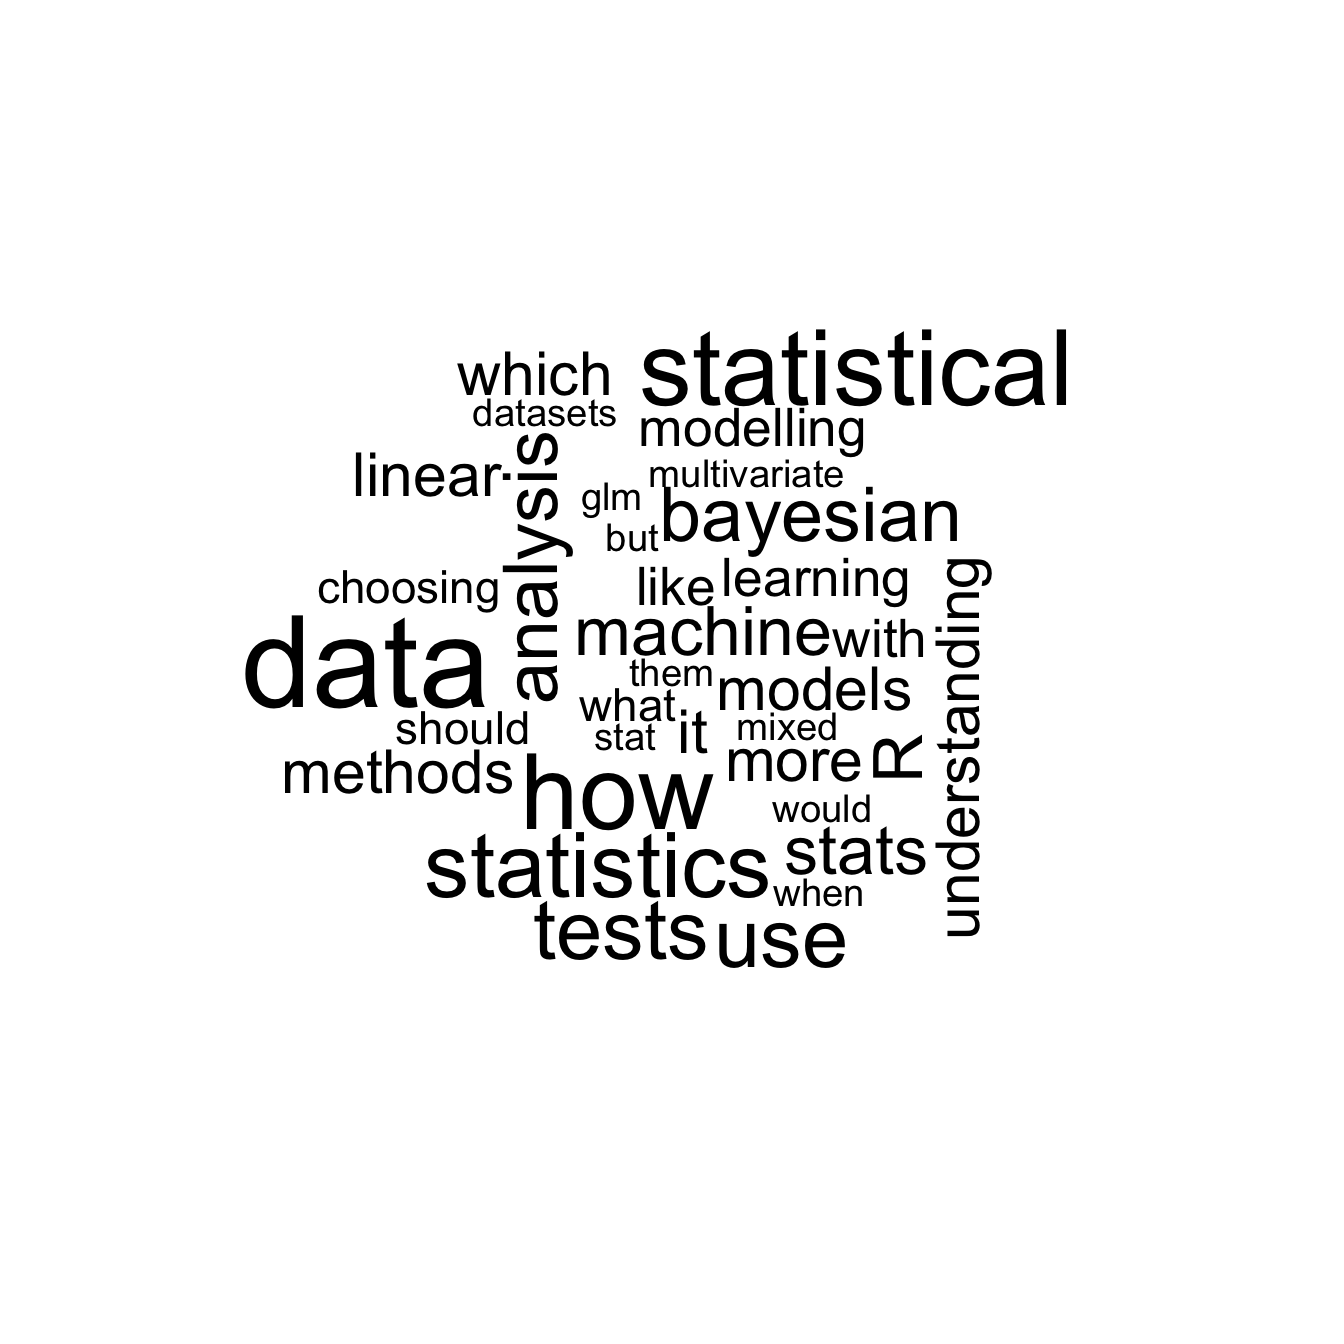 which statistical
datasets modelling
linear analysis multivariate
glm bayesian
but
choosing like learning
data machine with understanding
them models
should what it mixed
stat
methods how more R
would
statistics stats
when
tests use